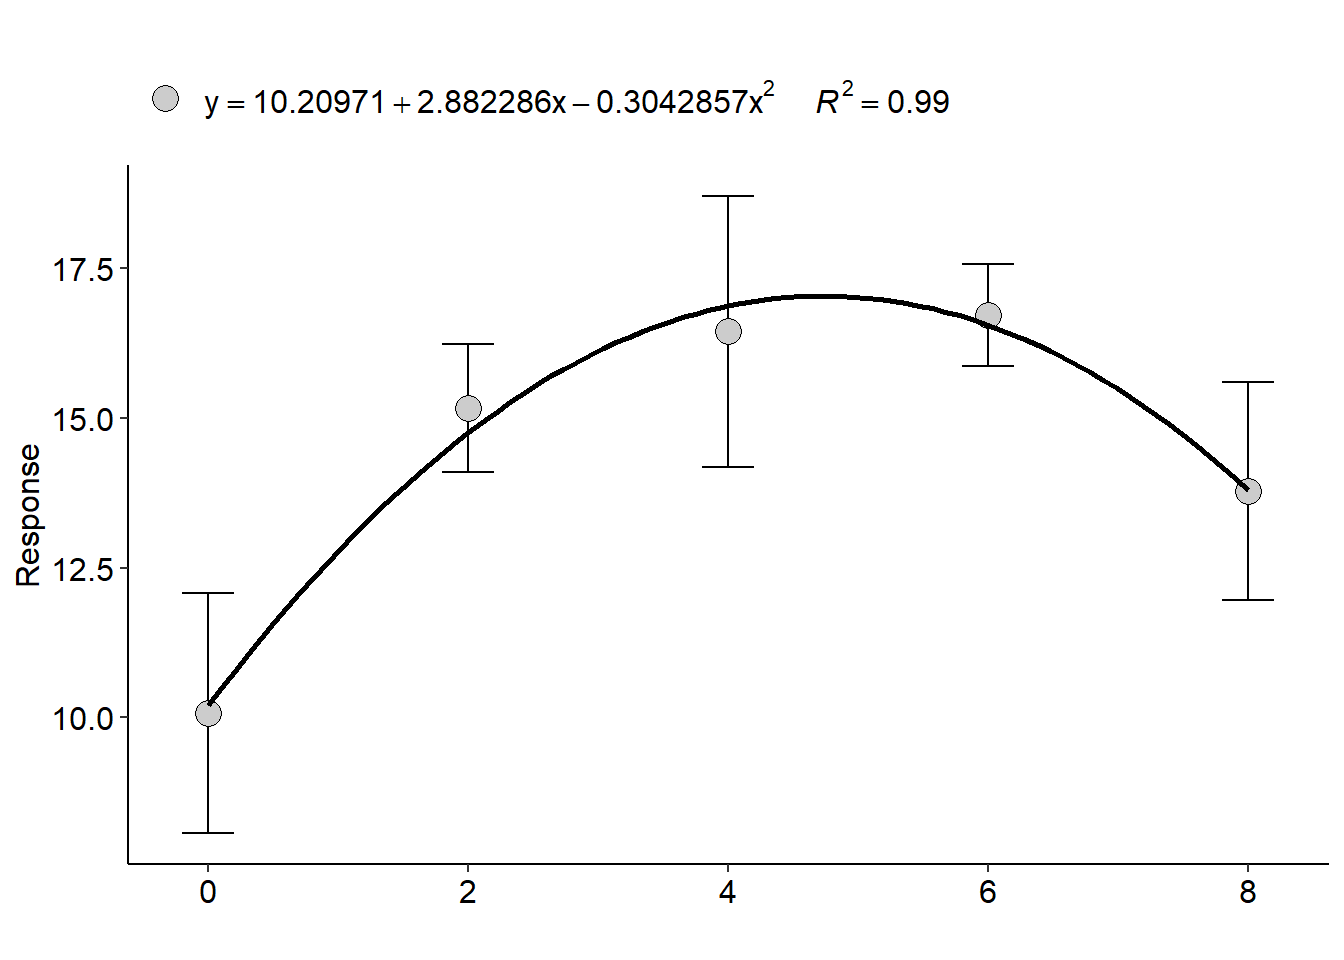 y = 10.20971 + 2.882286x − 0.3042857x² R² = 0.99
17.5
15.0
12.5
10.0
Response
0 2 4 6 8